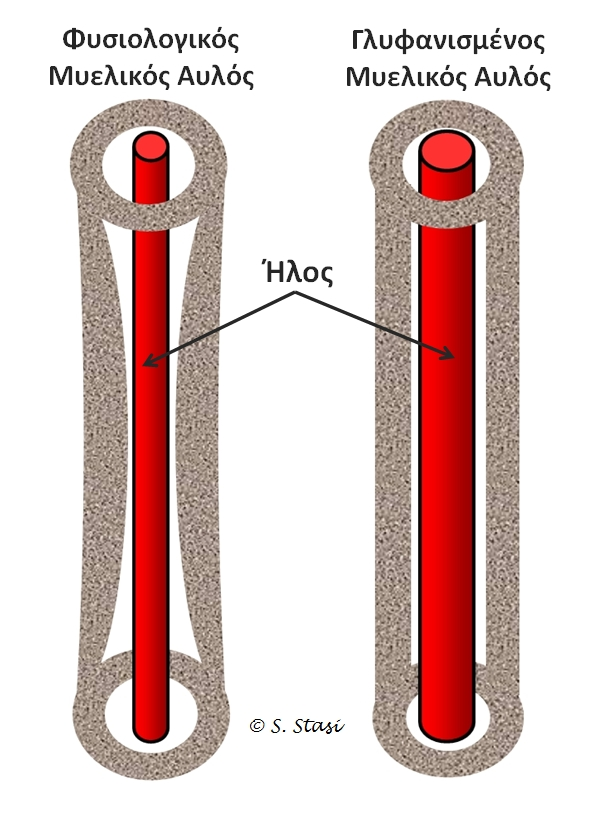 Φυσιολογικός
Μυελικός Αυλός
Γλυφανισμένος
Μυελικός Αυλός
Ήλος
© S. Stasi